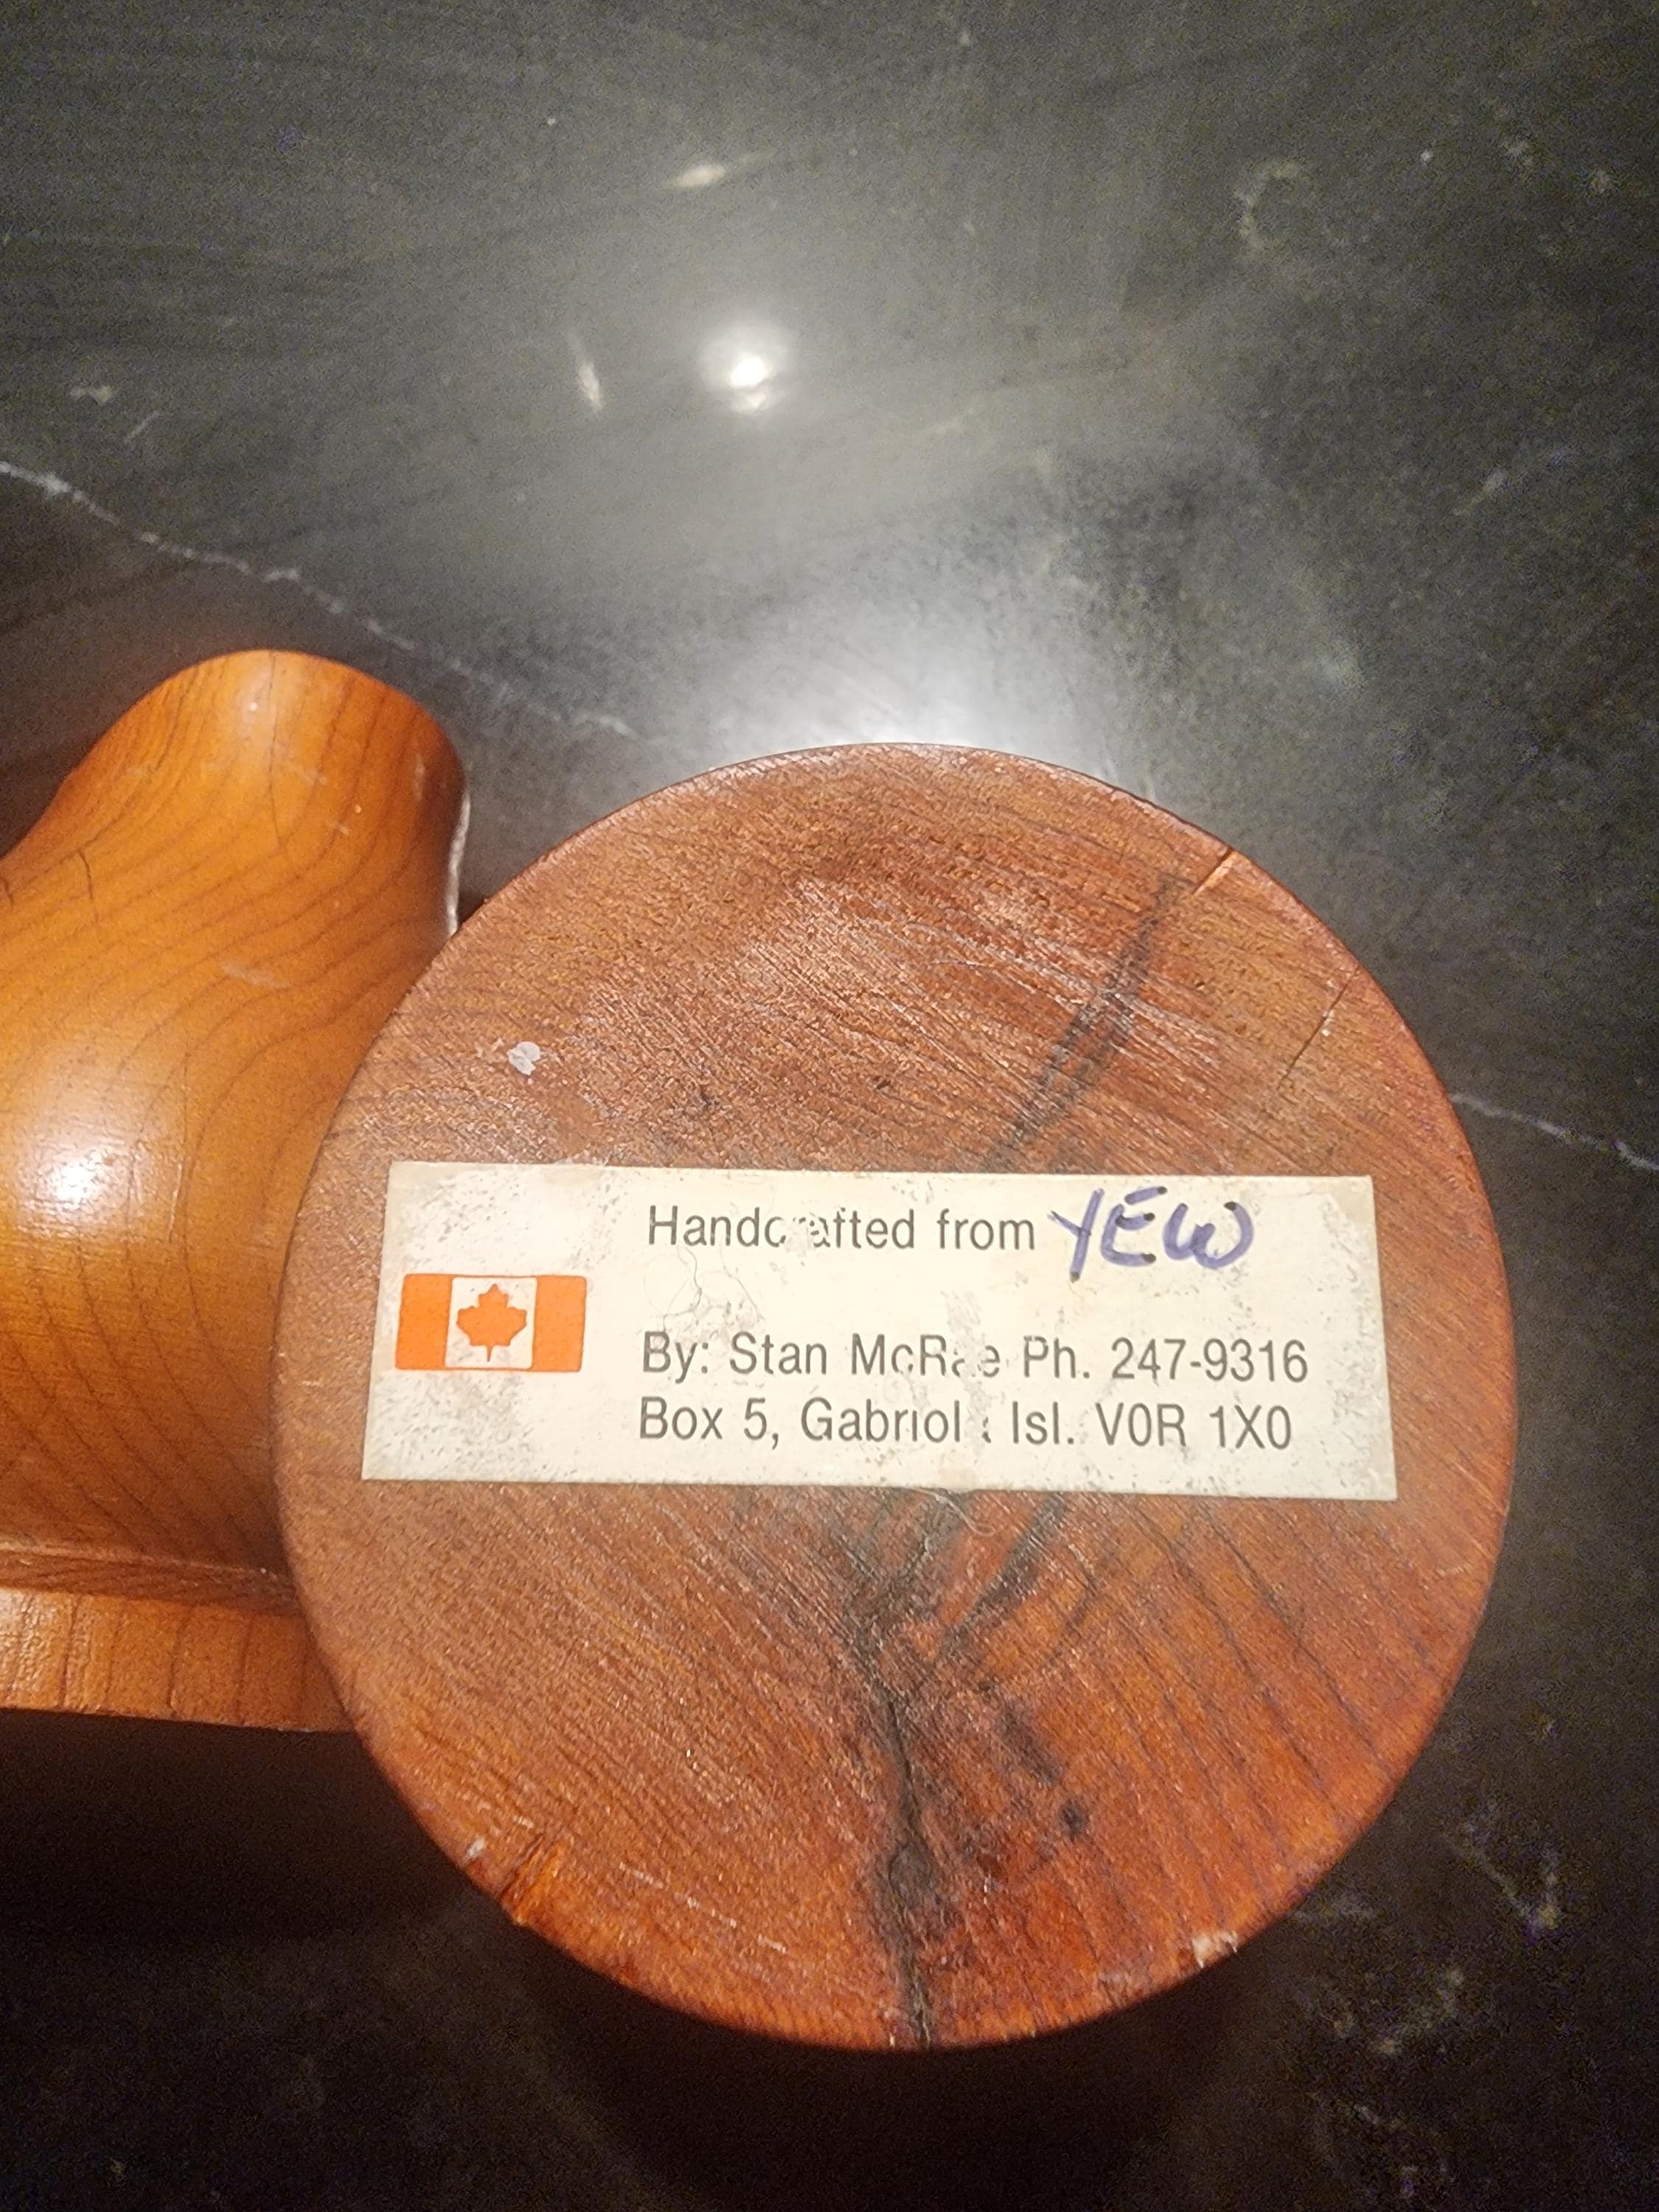 Handcrafted from YEW
By: Stan McRae Ph. 247-9316
Box 5, Gabriola Isl. V0R 1X0